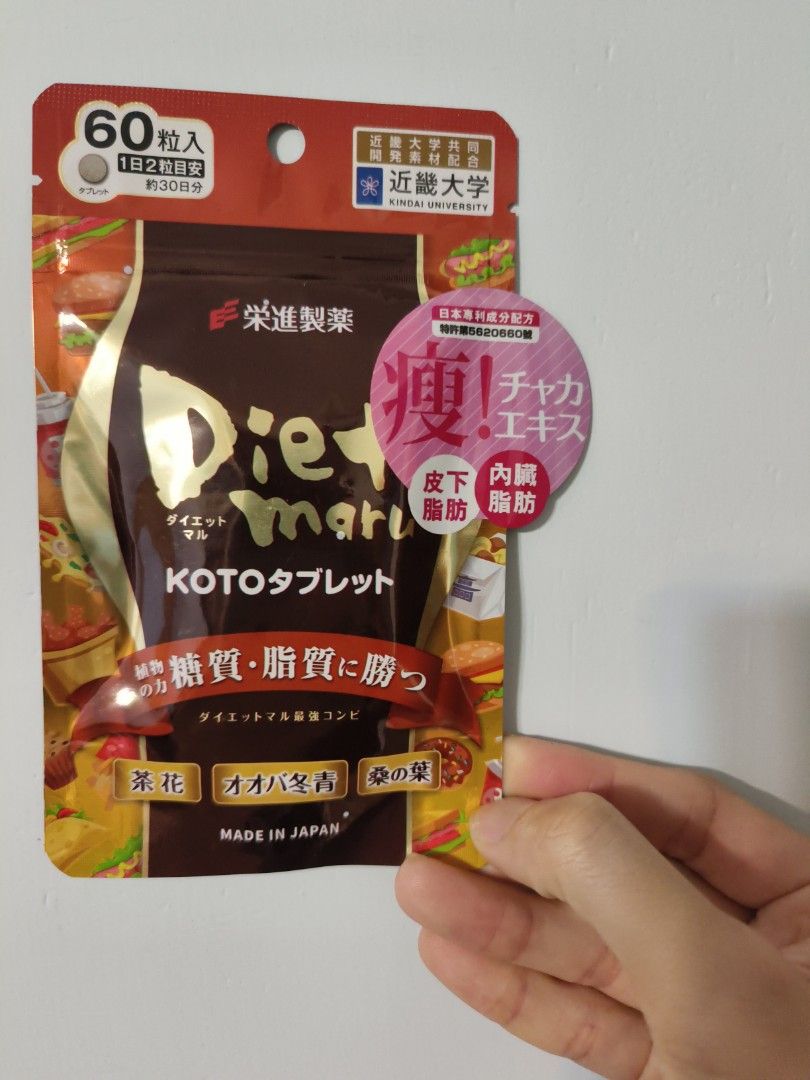 60粒入
1日2粒目安
約30日分
タブレット
近畿大学共同
開発素材配合
近畿大学
KINDAI UNIVERSITY
栄進製薬
日本專利成分配方
特許第5620660號
痩!
チャカ
エキス
皮下
脂肪
內臟
脂肪
Diet
maru
ダイエット
マル
KOTOタブレット
植物
の力
糖質・脂質に勝つ
ダイエットマル最強コンビ
茶花
オオバ冬青
桑の葉
MADE IN JAPAN